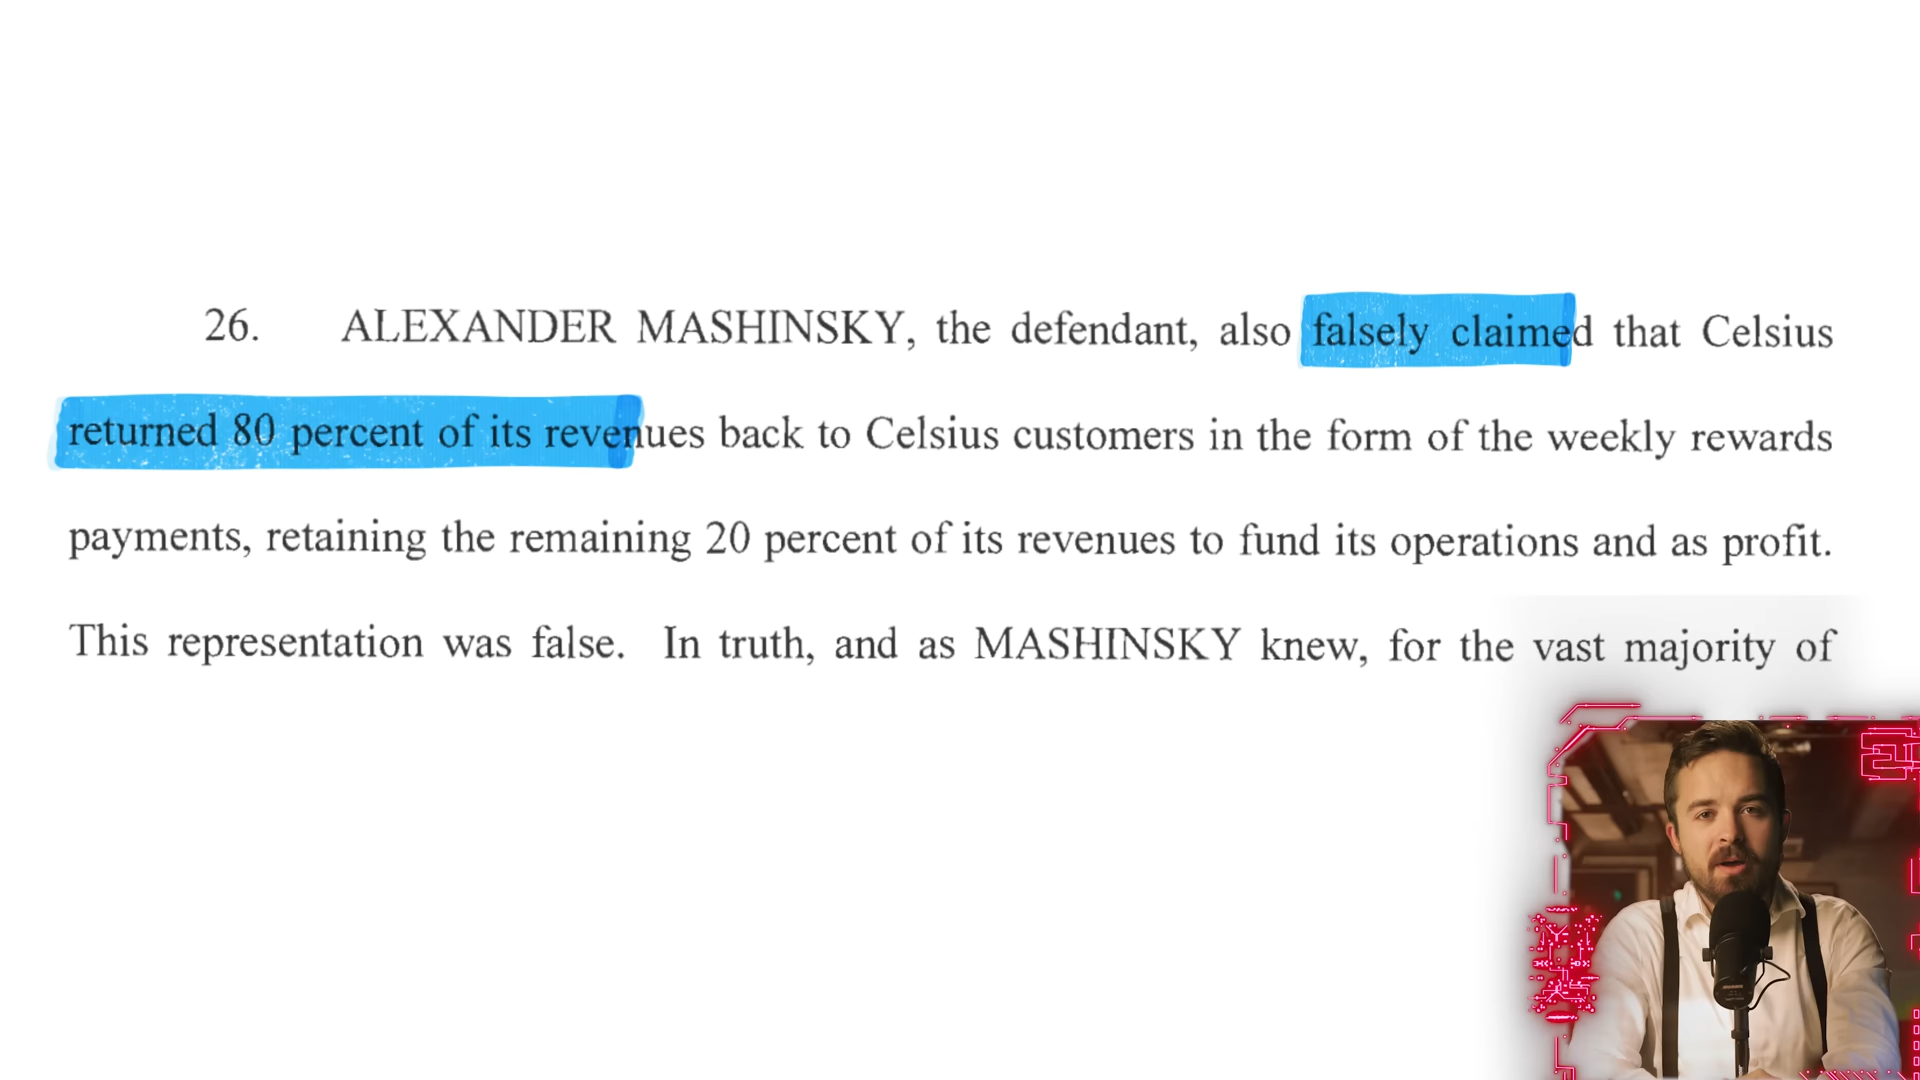 26. ALEXANDER MASHINSKY, the defendant, also falsely claimed that Celsius
returned 80 percent of its revenues back to Celsius customers in the form of the weekly rewards
payments, retaining the remaining 20 percent of its revenues to fund its operations and as profit.
This representation was false. In truth, and as MASHINSKY knew, for the vast majority of